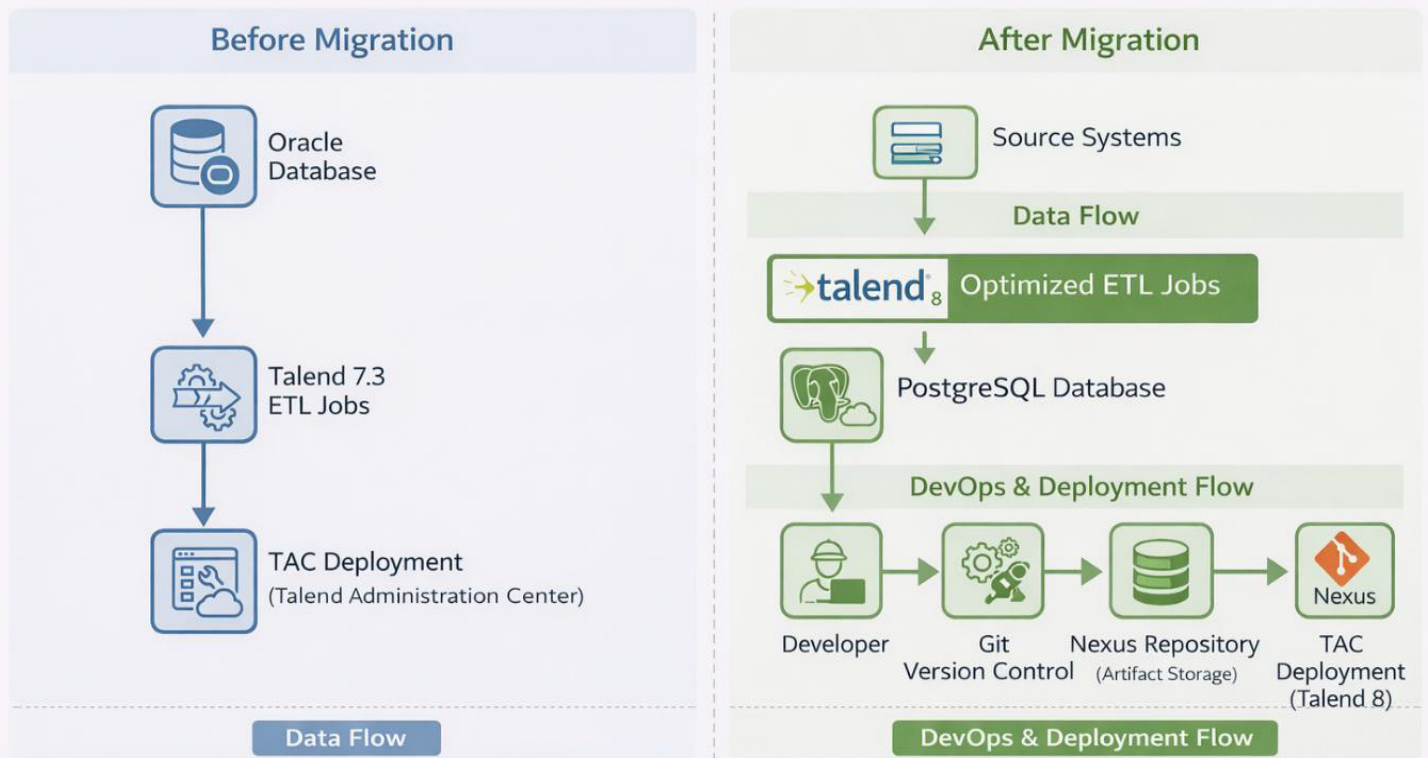 Before Migration
Oracle
Database
Talend 7.3
ETL Jobs
TAC Deployment
(Talend Administration Center)
Data Flow
After Migration
Source Systems
Data Flow
talend 8 Optimized ETL Jobs
PostgreSQL Database
DevOps & Deployment Flow
Nexus
Developer
Git
Version Control
Nexus Repository
(Artifact Storage)
TAC
Deployment
(Talend 8)
DevOps & Deployment Flow